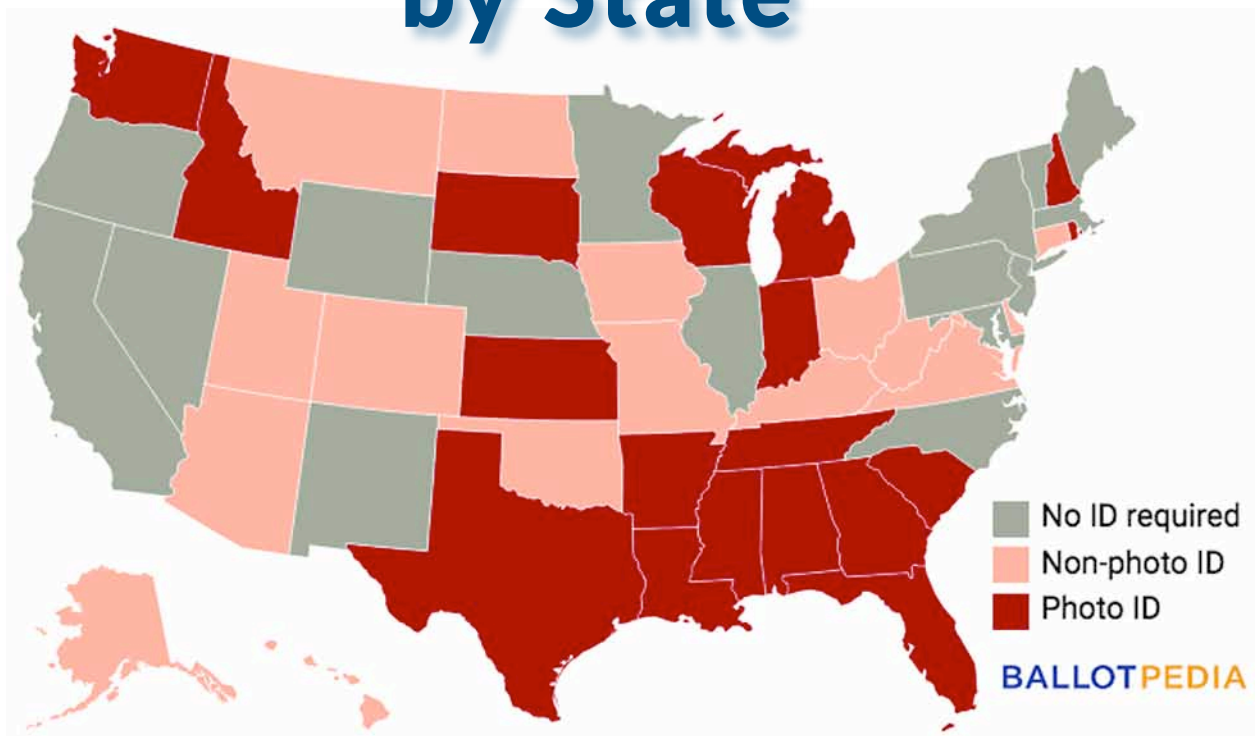 by State
No ID required
Non-photo ID
Photo ID
BALLOTPEDIA